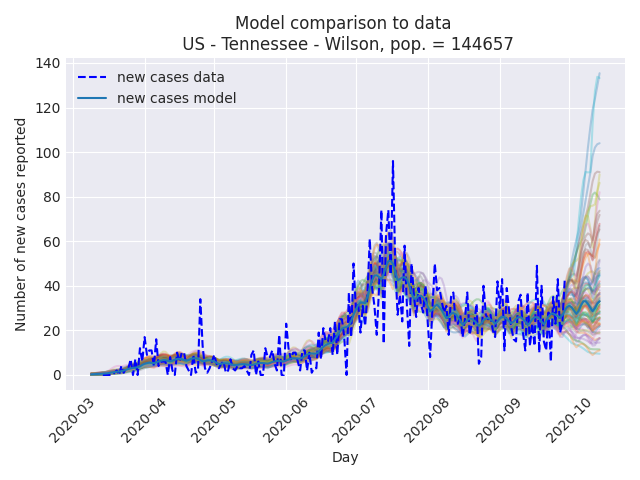 Model comparison to data
US - Tennessee - Wilson, pop. = 144657
new cases data
new cases model
Number of new cases reported
140
120
100
80
60
40
20
0
2020-03
2020-04
2020-05
2020-06
2020-07
2020-08
2020-09
2020-10
Day